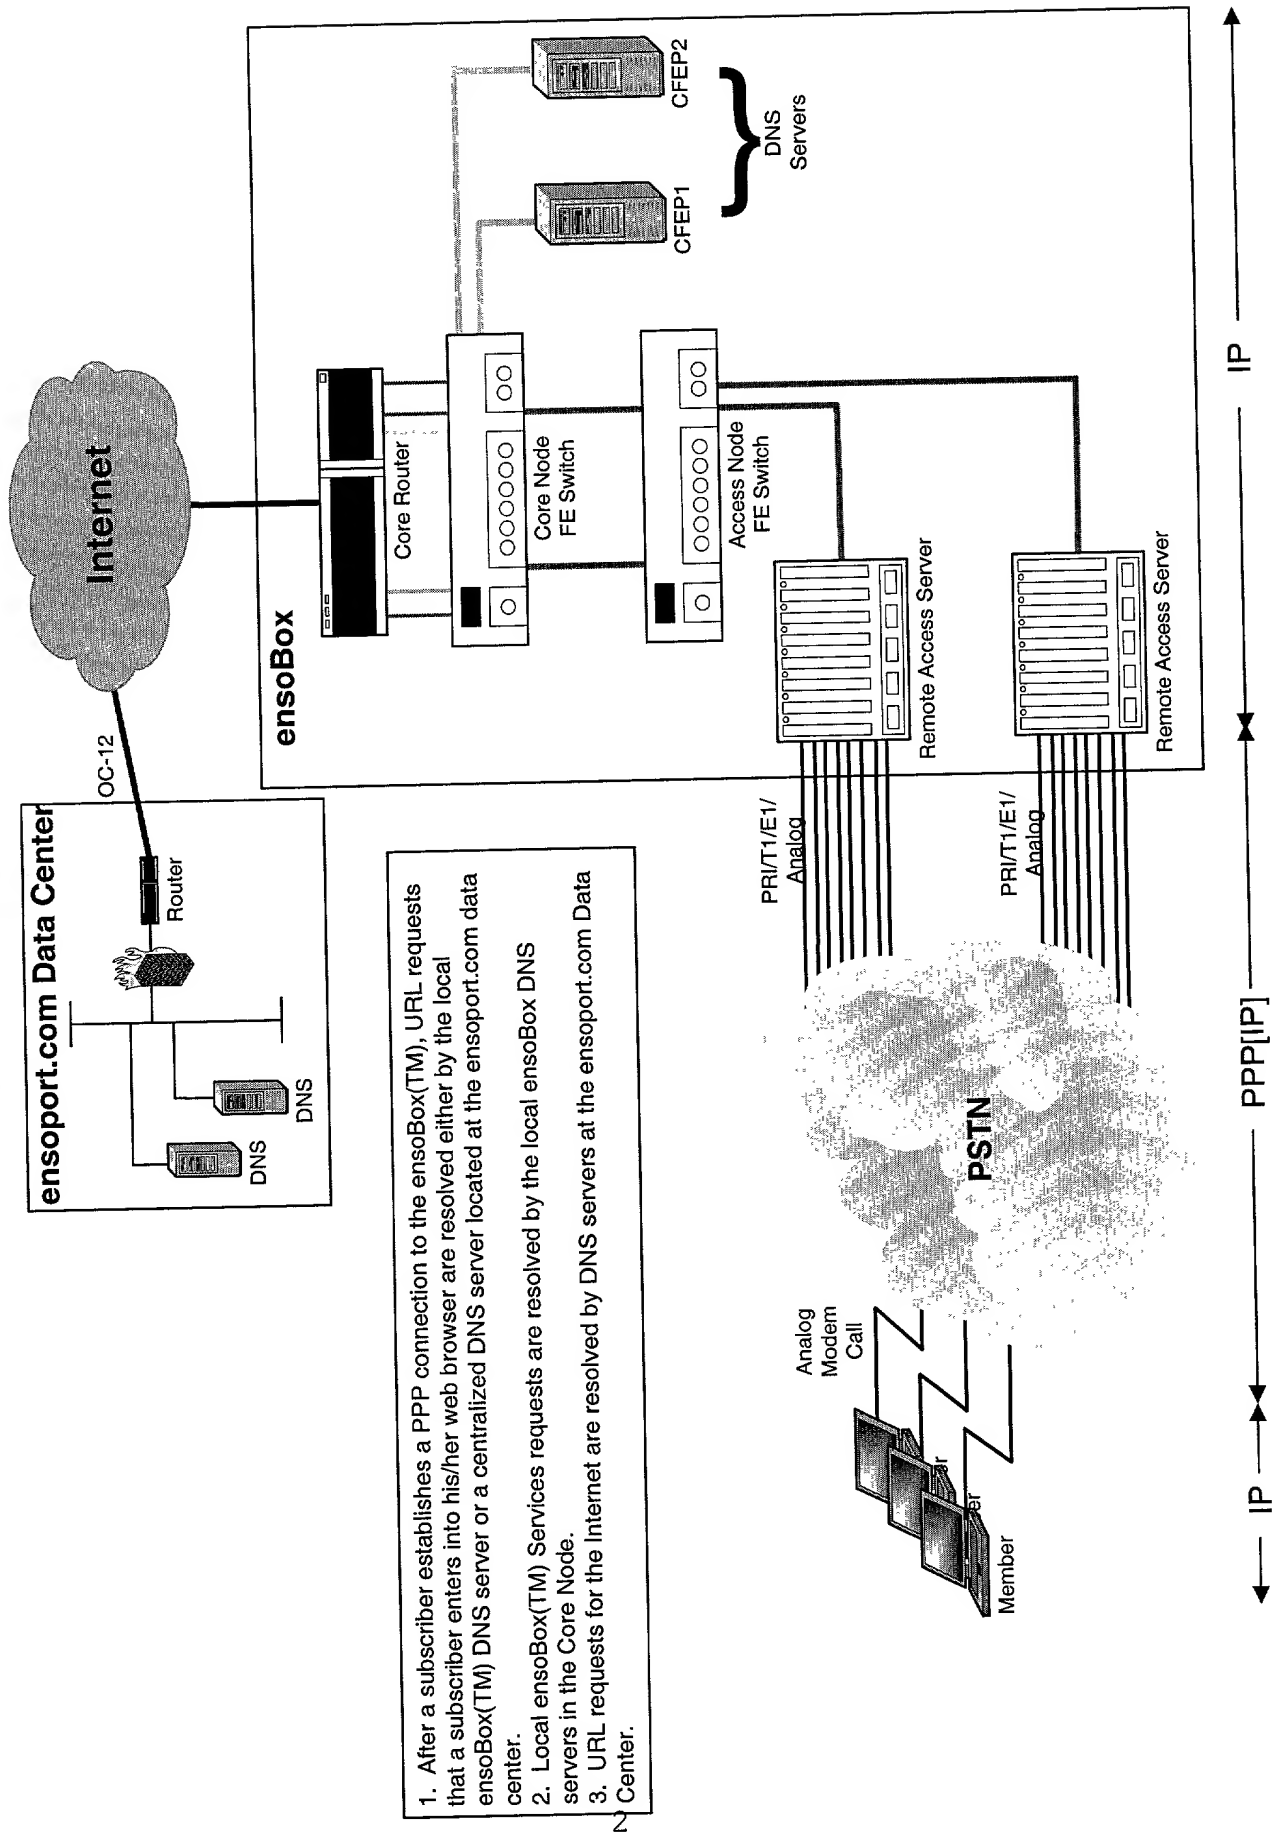 ensoport.com Data Center
DNS
DNS
Router
OC-12
Internet
ensoBox
Core Router
Core Node
FE Switch
Access Node
FE Switch
CFEP1
CFEP2
DNS
Servers
Remote Access Server
Remote Access Server
PRI/T1/E1/
Analog
PRI/T1/E1/
Analog
PSTN
Analog
Modem
Call
Member
1. After a subscriber establishes a PPP connection to the ensoBox(TM), URL requests
that a subscriber enters into his/her web browser are resolved either by the local
ensoBox(TM) DNS server or a centralized DNS server located at the ensoport.com data
center.
2. Local ensoBox(TM) Services requests are resolved by the local ensoBox DNS
servers in the Core Node.
3. URL requests for the Internet are resolved by DNS servers at the ensoport.com Data
Center.
IP
PPP[IP]
IP
2